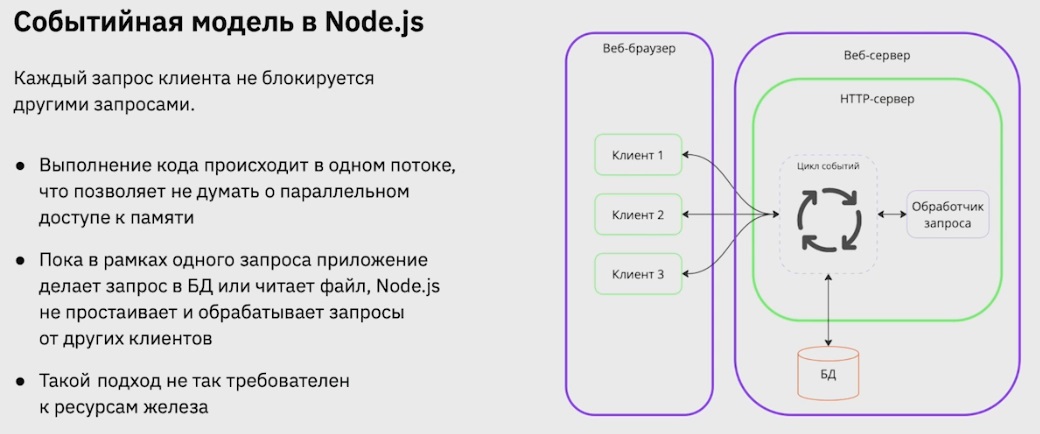 Событийная модель в Node.js
Каждый запрос клиента не блокируется
другими запросами.
● Выполнение кода происходит в одном потоке,
что позволяет не думать о параллельном
доступе к памяти
● Пока в рамках одного запроса приложение
делает запрос в БД или читает файл, Node.js
не простаивает и обрабатывает запросы
от других клиентов
● Такой подход не так требователен
к ресурсам железа
Веб-браузер
Клиент 1
Клиент 2
Клиент 3
Веб-сервер
HTTP-сервер
Цикл событий
Обработчик
запроса
БД